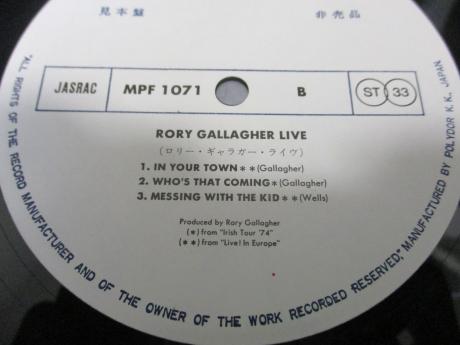 見本盤 非売品
JASRAC MPF 1071 B ST 33
RORY GALLAGHER LIVE
(ロリー・ギャラガー・ライヴ)
1. IN YOUR TOWN ** (Gallagher)
2. WHO'S THAT COMING * (Gallagher)
3. MESSING WITH THE KID ** (Wells)
Produced by Rory Gallagher
(*) from "Irish Tour '74"
(**) from "Live! In Europe"
"ALL RIGHTS OF THE RECORD MANUFACTURER AND OF THE OWNER OF THE WORK RECORDED RESERVED," MANUFACTURED BY POLYDOR K.K., JAPAN